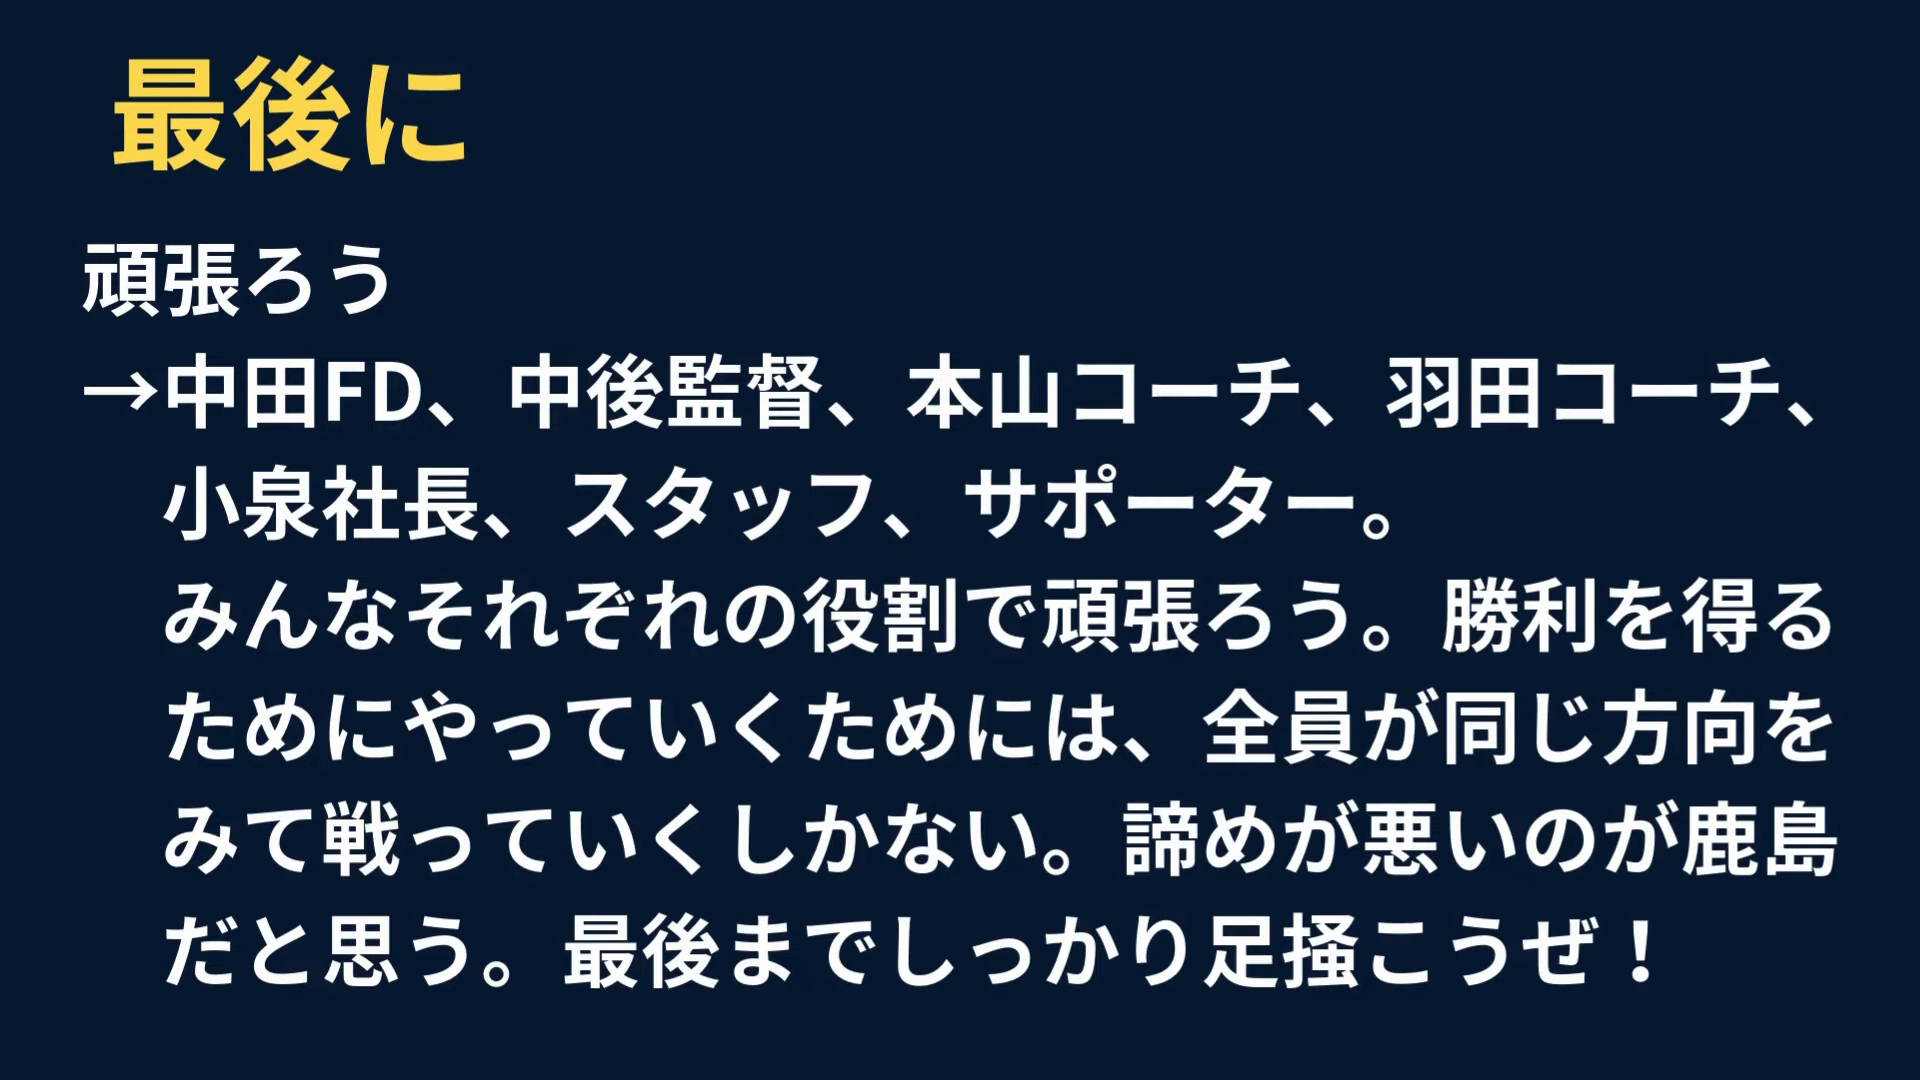 最後に
頑張ろう
→中田FD、中後監督、本山コーチ、羽田コーチ、
小泉社長、スタッフ、サポーター。
みんなそれぞれの役割で頑張ろう。勝利を得る
ためにやっていくためには、全員が同じ方向を
みて戦っていくしかない。諦めが悪いのが鹿島
だと思う。最後までしっかり足掻こうぜ！